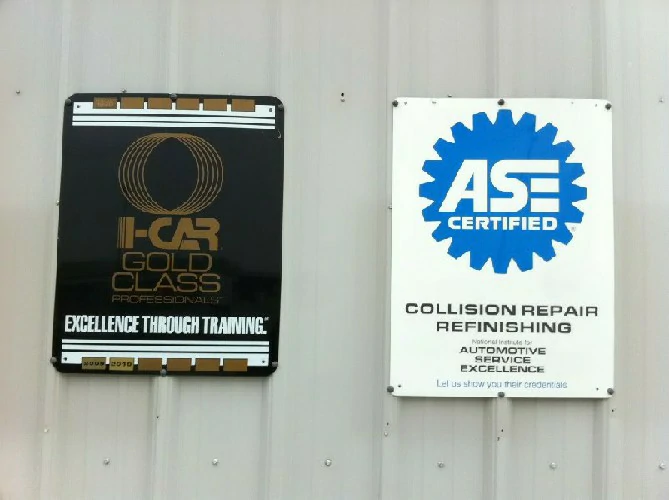 I-CAR
GOLD
CLASS
PROFESSIONALS
EXCELLENCE THROUGH TRAINING.
2010
ASE
CERTIFIED
COLLISION REPAIR
REFINISHING
National Institute for
AUTOMOTIVE
SERVICE
EXCELLENCE
Let us show you their credentials